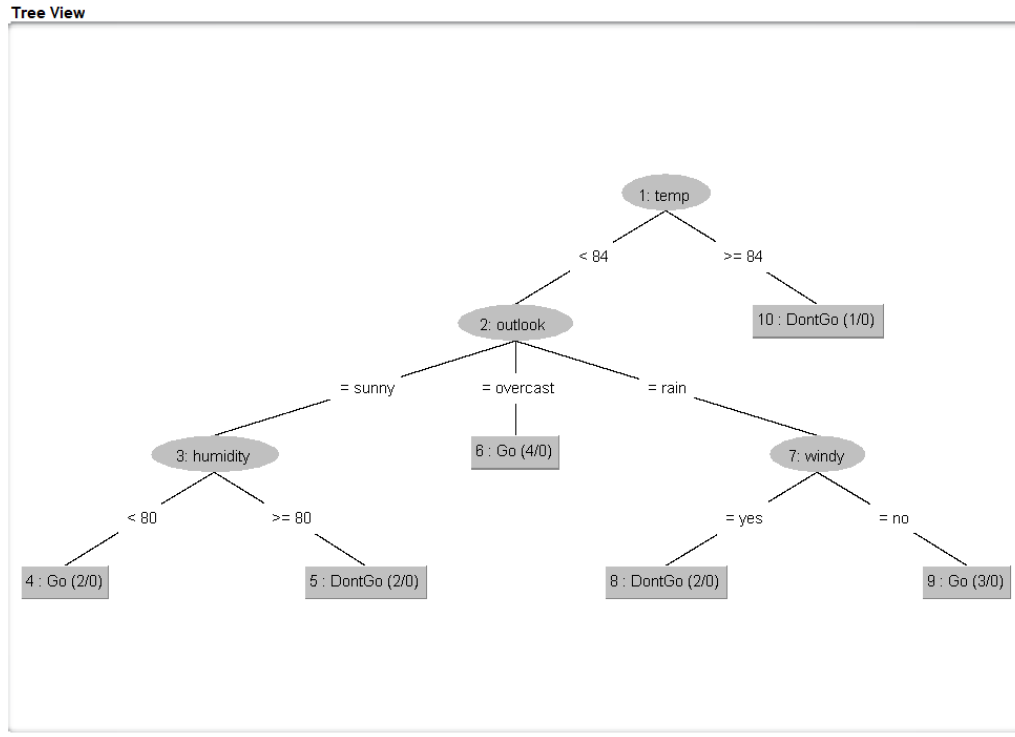 Tree View
1: temp
< 84
>= 84
2: outlook
10 : DontGo (1/0)
= sunny
= overcast
= rain
3: humidity
6 : Go (4/0)
7: windy
< 80
>= 80
= yes
= no
4 : Go (2/0)
5 : DontGo (2/0)
8 : DontGo (2/0)
9 : Go (3/0)